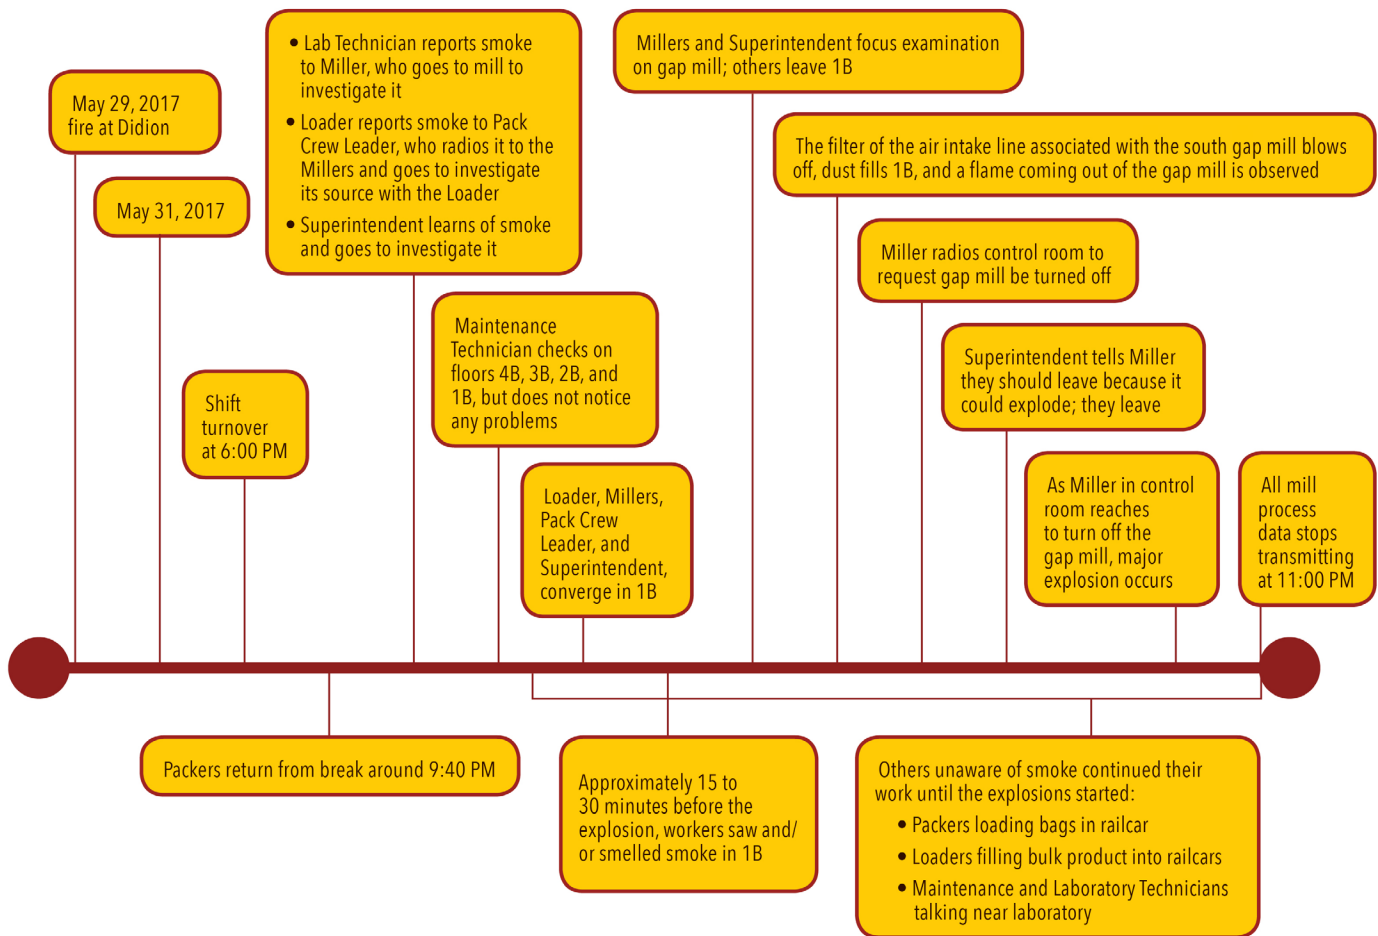 May 29, 2017
fire at Didion
May 31, 2017
Shift
turnover
at 6:00 PM
Packers return from break around 9:40 PM
• Lab Technician reports smoke
to Miller, who goes to mill to
investigate it
• Loader reports smoke to Pack
Crew Leader, who radios it to the
Millers and goes to investigate
its source with the Loader
• Superintendent learns of smoke
and goes to investigate it
Maintenance
Technician checks on
floors 4B, 3B, 2B, and
1B, but does not notice
any problems
Loader, Millers,
Pack Crew
Leader, and
Superintendent,
converge in 1B
Approximately 15 to
30 minutes before the
explosion, workers saw and/
or smelled smoke in 1B
Millers and Superintendent focus examination
on gap mill; others leave 1B
The filter of the air intake line associated with the south gap mill blows
off, dust fills 1B, and a flame coming out of the gap mill is observed
Miller radios control room to
request gap mill be turned off
Superintendent tells Miller
they should leave because it
could explode; they leave
Others unaware of smoke continued their
work until the explosions started:
• Packers loading bags in railcar
• Loaders filling bulk product into railcars
• Maintenance and Laboratory Technicians
talking near laboratory
As Miller in control
room reaches
to turn off the
gap mill, major
explosion occurs
All mill
process
data stops
transmitting
at 11:00 PM